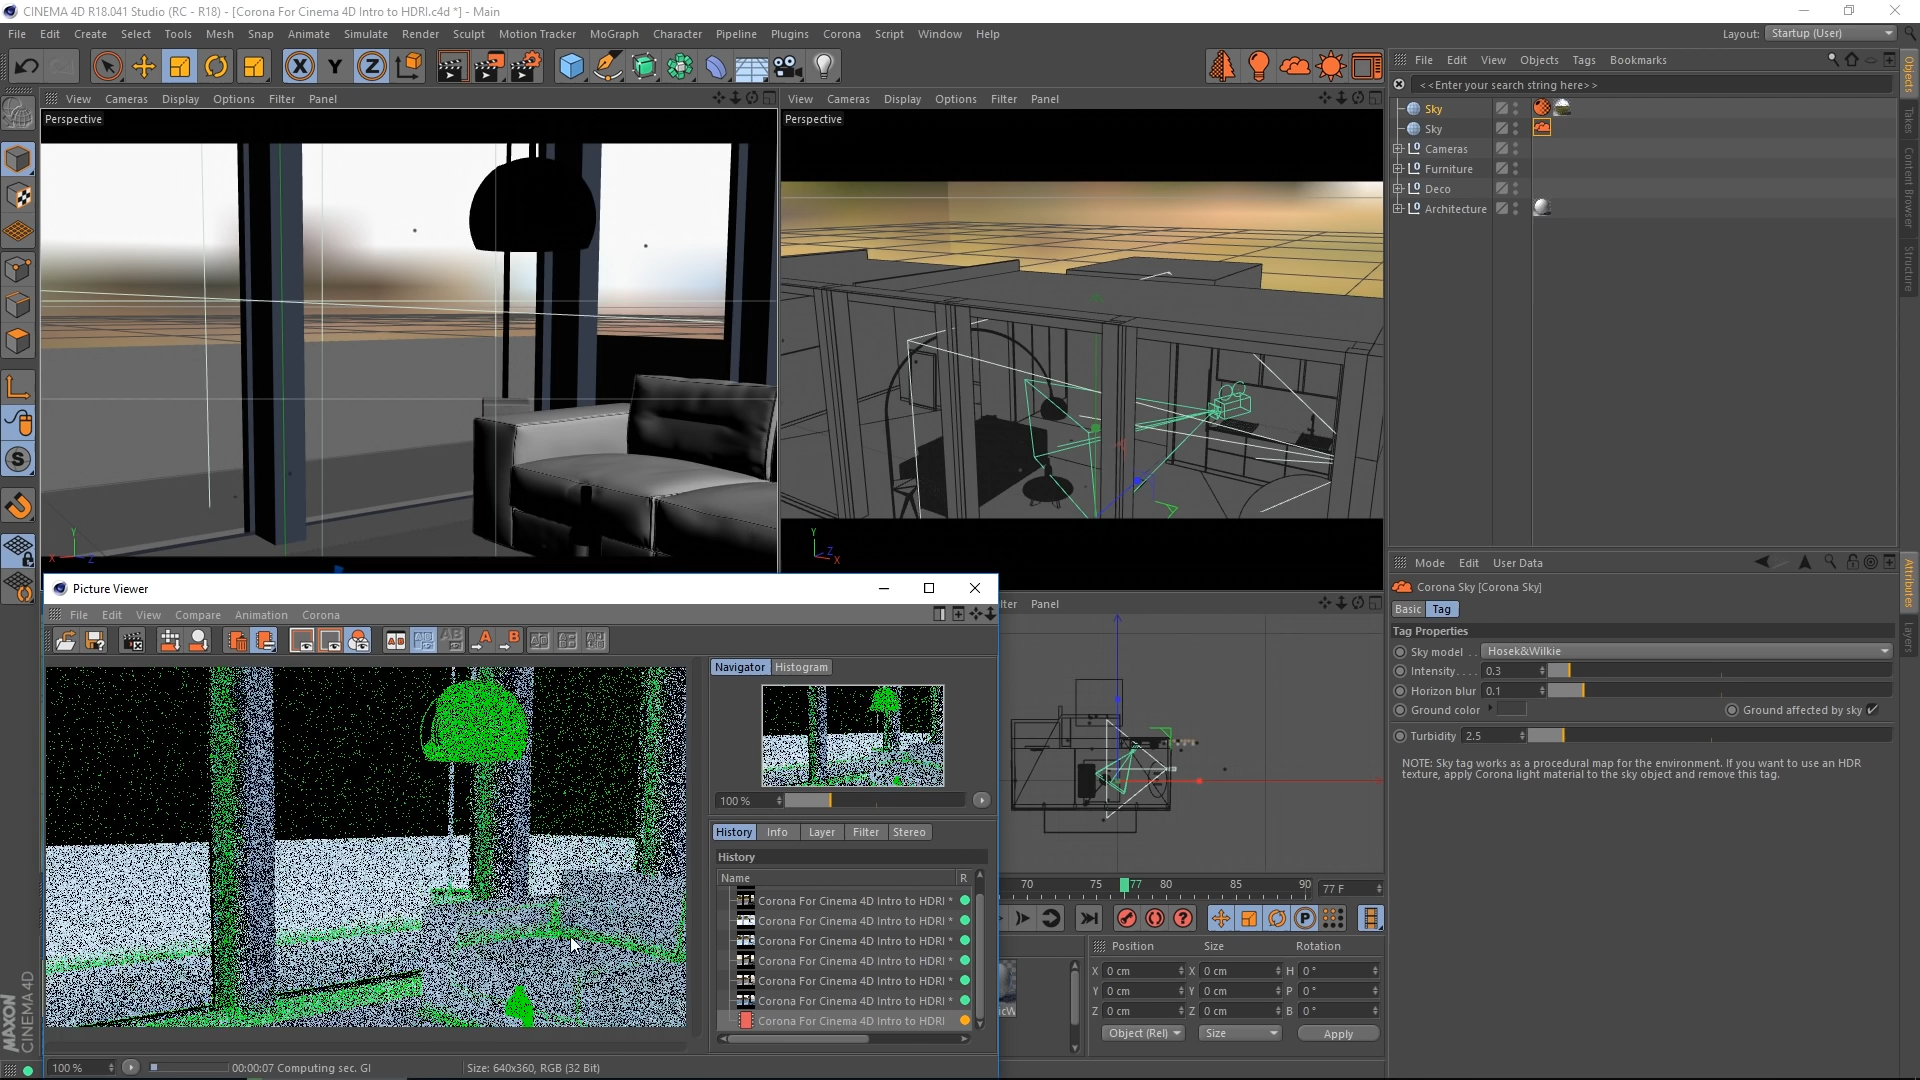 CINEMA 4D R18.041 Studio (RC - R18) - [Corona For Cinema 4D Intro to HDRI.c4d *] - Main
File Edit Create Select Tools Mesh Snap Animate Simulate Render Sculpt Motion Tracker MoGraph Character Pipeline Plugins Corona Script Window Help
Layout: Startup (User)
File Edit View Objects Tags Bookmarks
<<Enter your search string here>>
Sky
Sky
Cameras
Furniture
Deco
Architecture
Objects
Takes
Content Browser
Structure
View Cameras Display Options Filter Panel
Perspective
Y
X Z
View Cameras Display Options Filter Panel
Perspective
Y
Z
X
Mode Edit User Data
Corona Sky [Corona Sky]
Basic Tag
Tag Properties
Sky model . . Hosek&Wilkie
Intensity . . . . 0.3
Horizon blur 0.1
Ground color Ground affected by sky
Turbidity 2.5
NOTE: Sky tag works as a procedural map for the environment. If you want to use an HDR
texture, apply Corona light material to the sky object and remove this tag.
Attributes
Layers
Picture Viewer
File Edit View Compare Animation Corona
Navigator Histogram
100 %
History Info Layer Filter Stereo
History
Name R
Corona For Cinema 4D Intro to HDRI *
Corona For Cinema 4D Intro to HDRI *
Corona For Cinema 4D Intro to HDRI *
Corona For Cinema 4D Intro to HDRI *
Corona For Cinema 4D Intro to HDRI *
Corona For Cinema 4D Intro to HDRI *
Corona For Cinema 4D Intro to HDRI
100 % 00:00:07 Computing sec. GI Size: 640x360, RGB (32 Bit)
lter Panel
70 75 77 80 85 90 77 F
Position Size Rotation
X 0 cm X 0 cm H 0 °
Y 0 cm Y 0 cm P 0 °
Z 0 cm Z 0 cm B 0 °
Object (Rel) Size Apply
MAXON
CINEMA 4D